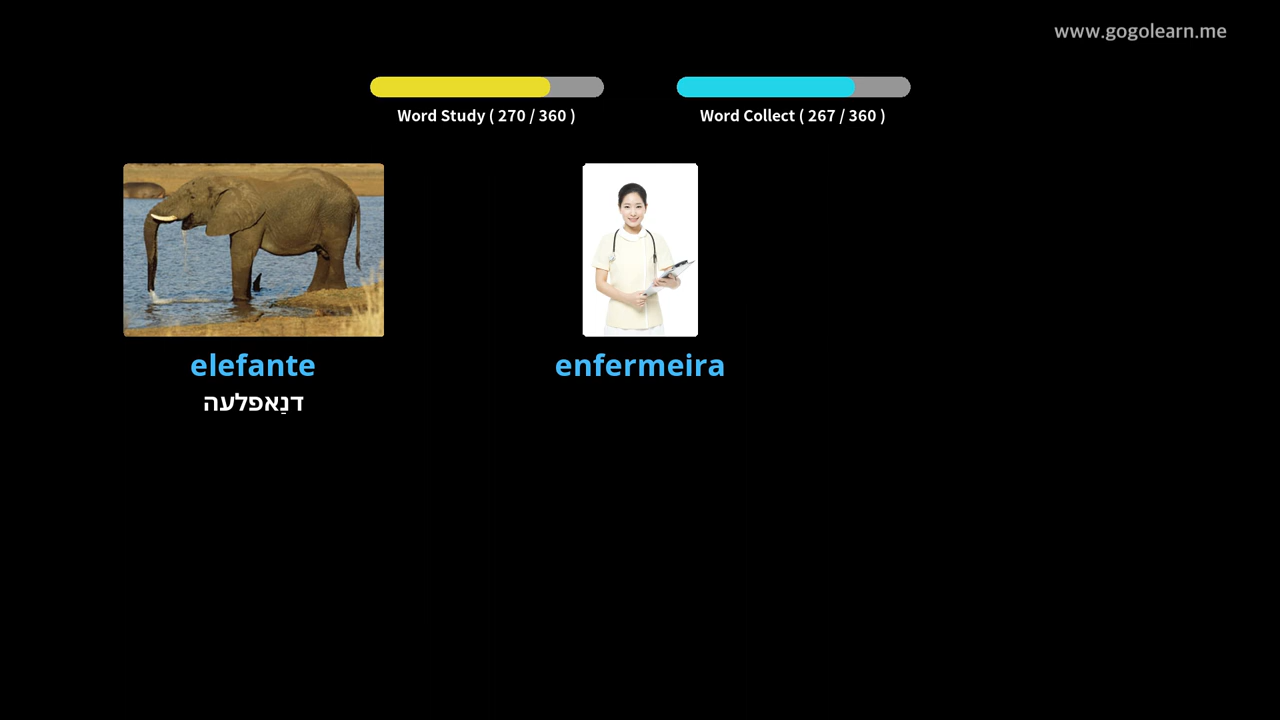 www.gogolearn.me
Word Study ( 270 / 360 )
Word Collect ( 267 / 360 )
elefante
דנַאפלעה
enfermeira